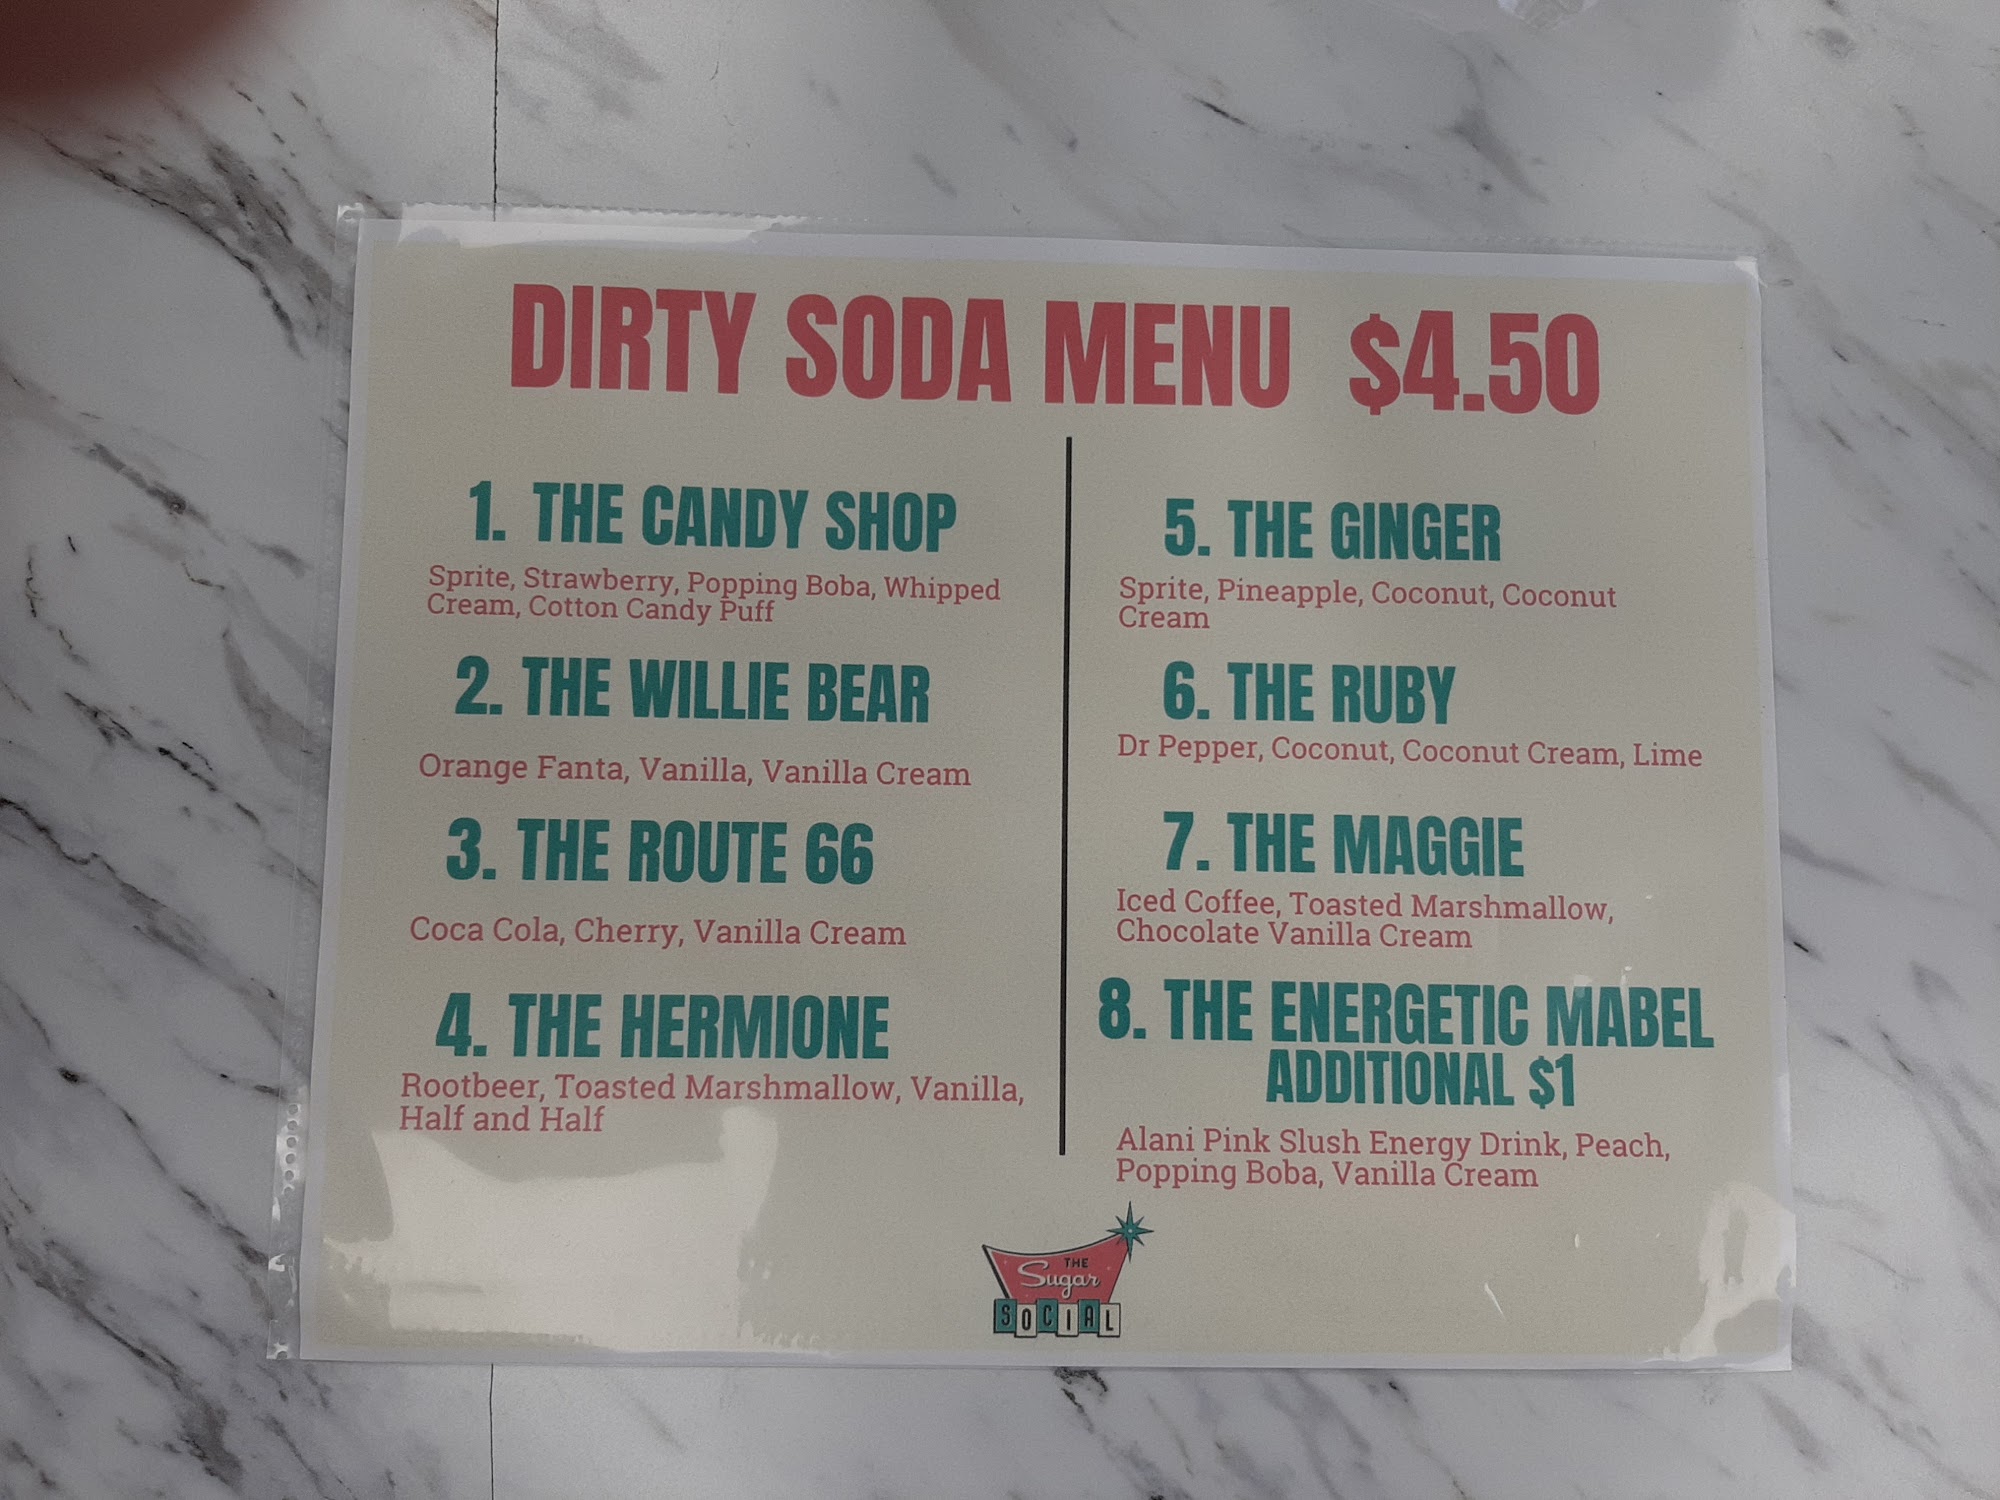 DIRTY SODA MENU $4.50
1. THE CANDY SHOP
Sprite, Strawberry, Popping Boba, Whipped
Cream, Cotton Candy Puff
2. THE WILLIE BEAR
Orange Fanta, Vanilla, Vanilla Cream
3. THE ROUTE 66
Coca Cola, Cherry, Vanilla Cream
4. THE HERMIONE
Rootbeer, Toasted Marshmallow, Vanilla,
Half and Half
5. THE GINGER
Sprite, Pineapple, Coconut, Coconut
Cream
6. THE RUBY
Dr Pepper, Coconut, Coconut Cream, Lime
7. THE MAGGIE
Iced Coffee, Toasted Marshmallow,
Chocolate Vanilla Cream
8. THE ENERGETIC MABEL
ADDITIONAL $1
Alani Pink Slush Energy Drink, Peach,
Popping Boba, Vanilla Cream
THE
Sugar
SOCIAL